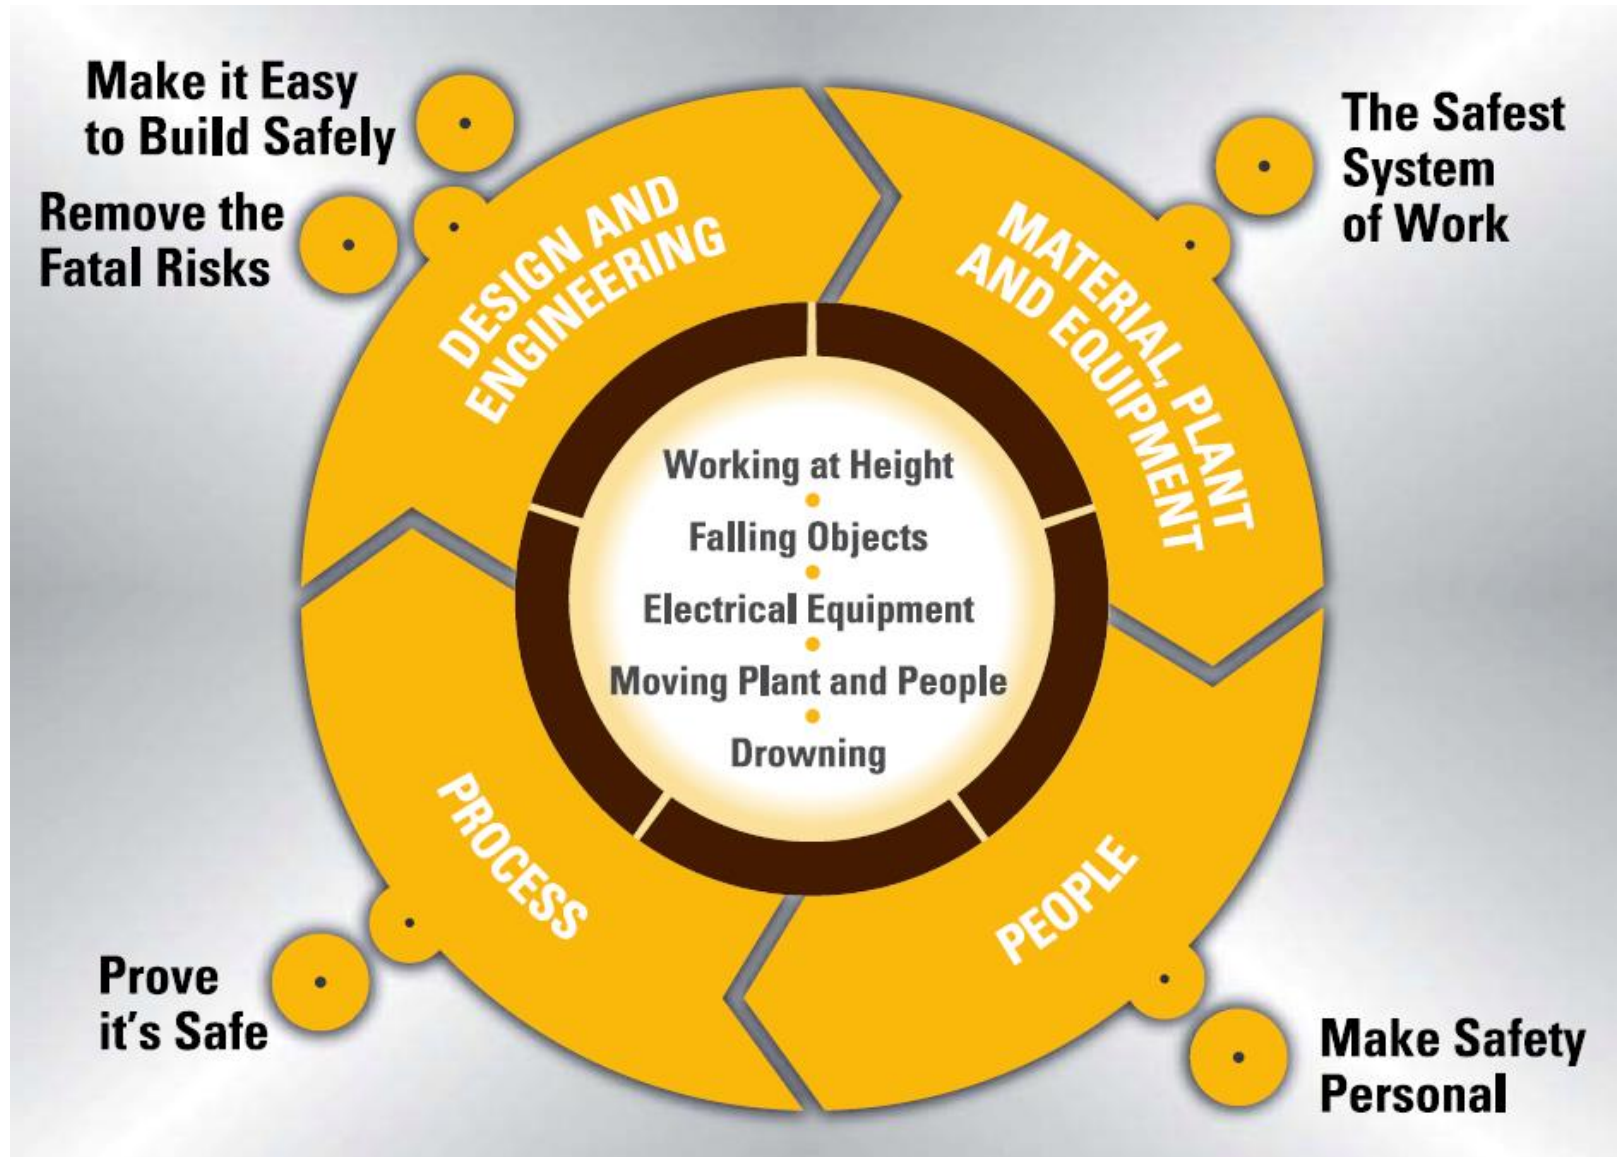 Make it Easy
to Build Safely
Remove the
Fatal Risks
DESIGN AND
ENGINEERING
The Safest
System
of Work
MATERIAL, PLANT
AND EQUIPMENT
Working at Height
Falling Objects
Electrical Equipment
Moving Plant and People
Drowning
PROCESS
PEOPLE
Prove
it's Safe
Make Safety
Personal